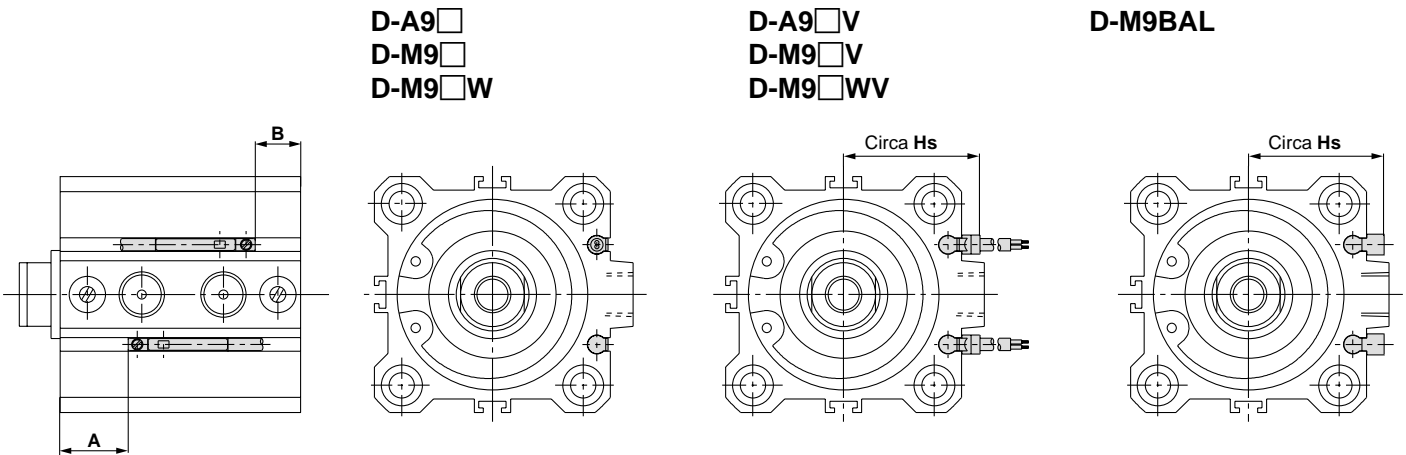 D-A9□
D-M9□
D-M9□W
D-A9□V
D-M9□V
D-M9□WV
D-M9BAL
B
A
Circa Hs
Circa Hs